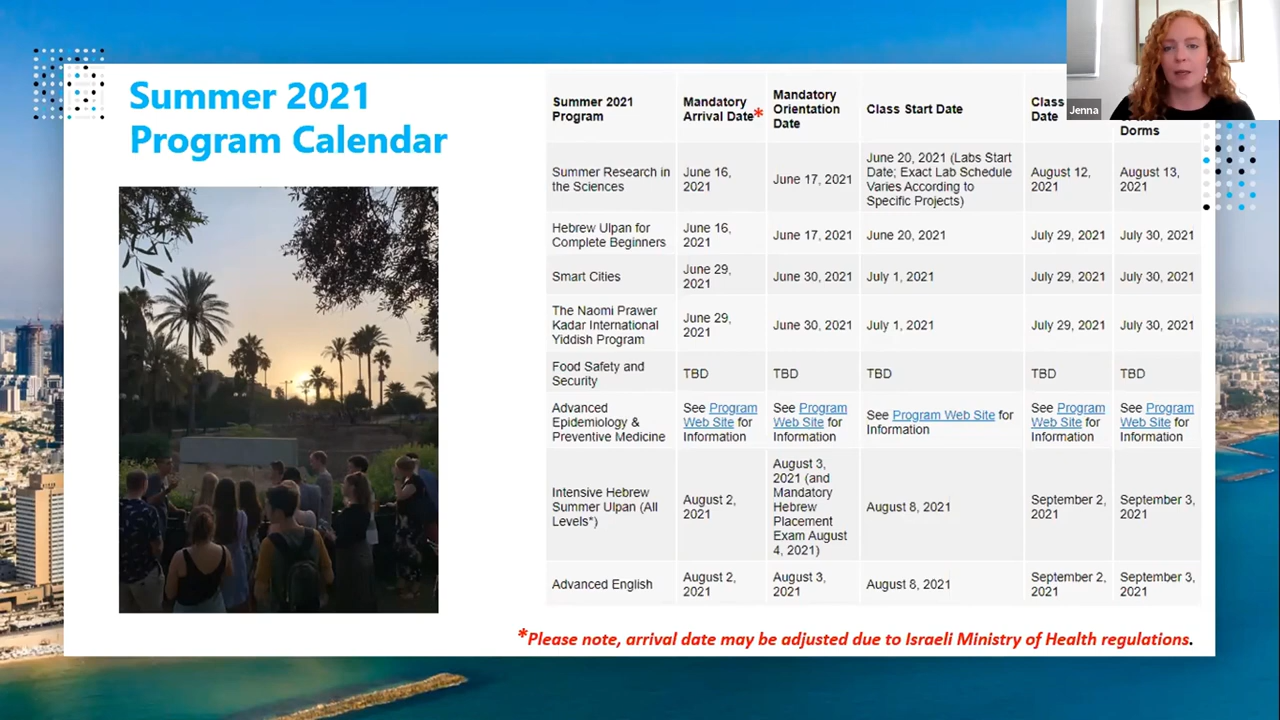 Summer 2021
Program Calendar
Jenna
Summer 2021
Program
Mandatory
Arrival Date*
Mandatory
Orientation
Date
Class Start Date
Class
Date
Dorms
Summer Research in
the Sciences
June 16,
2021
June 17, 2021
June 20, 2021 (Labs Start
Date; Exact Lab Schedule
Varies According to
Specific Projects)
August 12,
2021
August 13,
2021
Hebrew Ulpan for
Complete Beginners
June 16,
2021
June 17, 2021
June 20, 2021
July 29, 2021
July 30, 2021
Smart Cities
June 29,
2021
June 30, 2021
July 1, 2021
July 29, 2021
July 30, 2021
The Naomi Prawer
Kadar International
Yiddish Program
June 29,
2021
June 30, 2021
July 1, 2021
July 29, 2021
July 30, 2021
Food Safety and
Security
TBD
TBD
TBD
TBD
TBD
Advanced
Epidemiology &
Preventive Medicine
See Program
Web Site for
Information
See Program
Web Site for
Information
See Program Web Site for
Information
See Program
Web Site for
Information
See Program
Web Site for
Information
Intensive Hebrew
Summer Ulpan (All
Levels*)
August 2,
2021
August 3,
2021 (and
Mandatory
Hebrew
Placement
Exam August
4, 2021)
August 8, 2021
September 2,
2021
September 3,
2021
Advanced English
August 2,
2021
August 3,
2021
August 8, 2021
September 2,
2021
September 3,
2021
*Please note, arrival date may be adjusted due to Israeli Ministry of Health regulations.